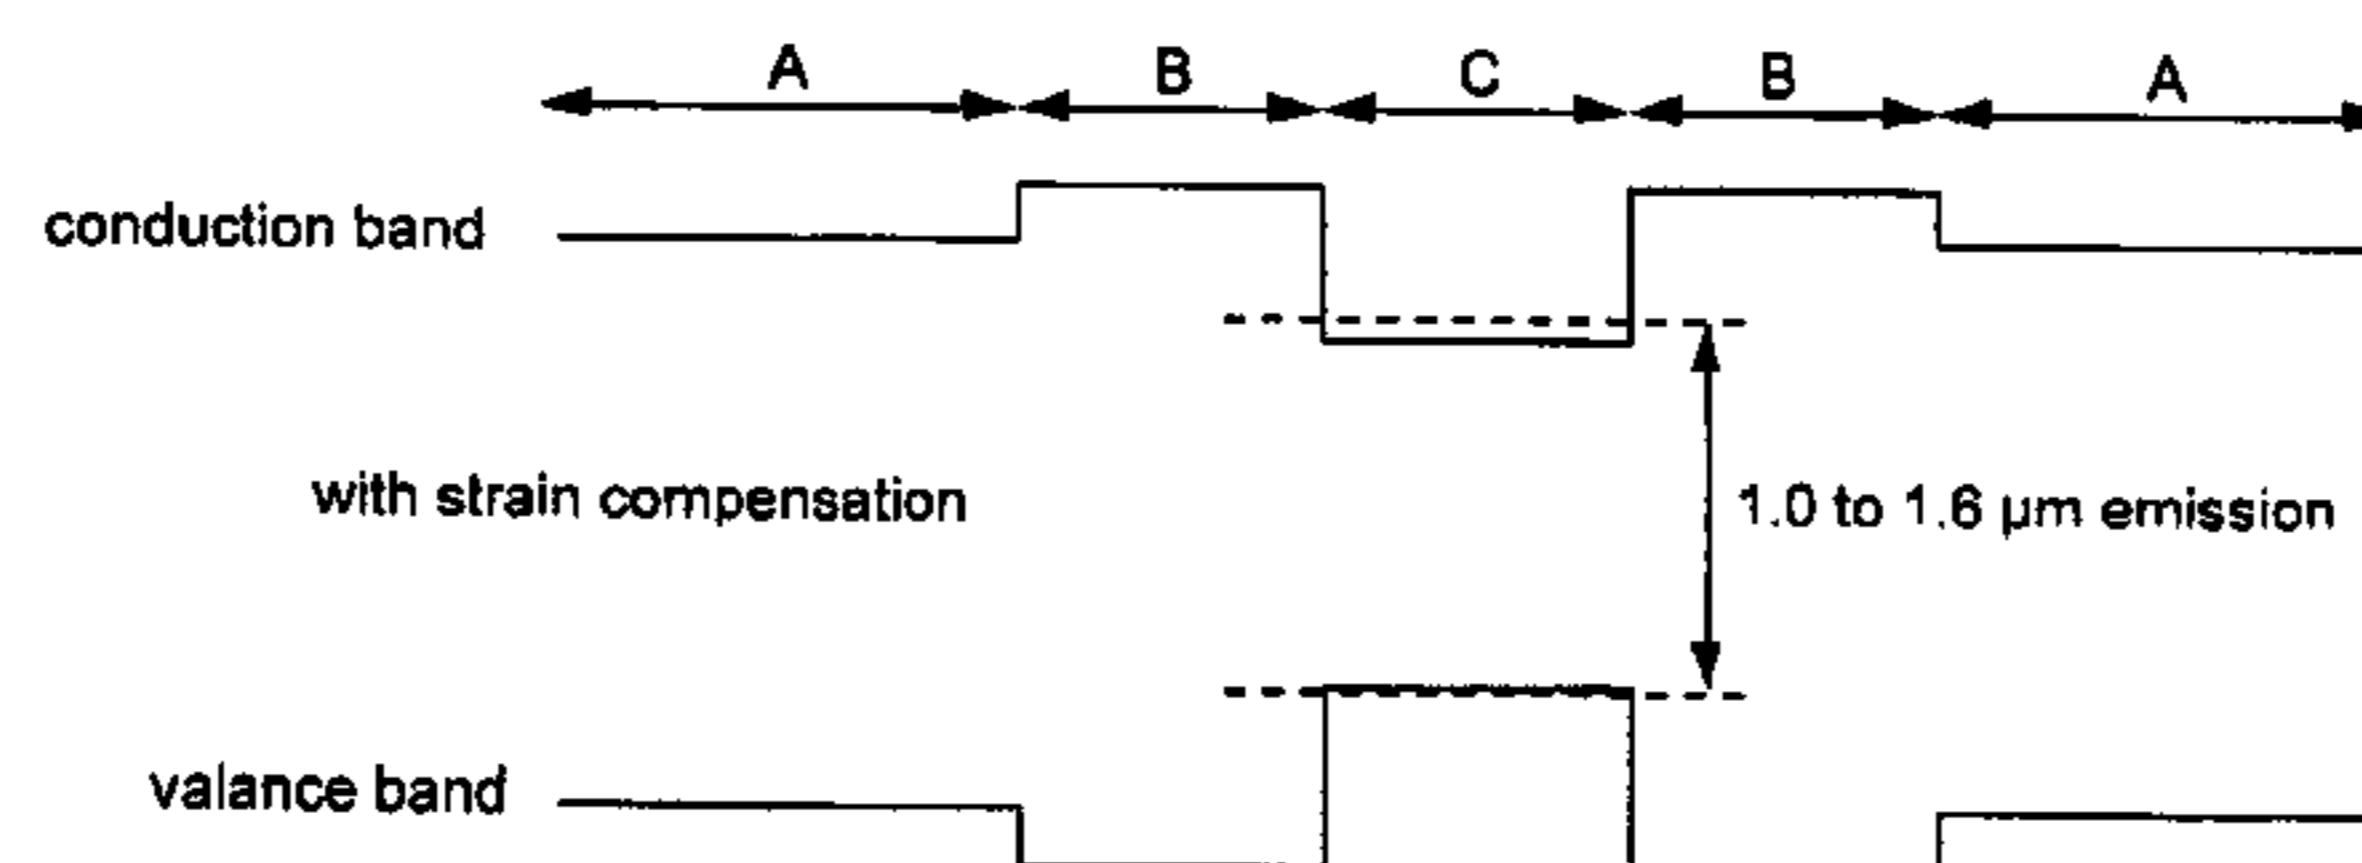 A B C B A
conduction band
with strain compensation
1.0 to 1.6 µm emission
valance band